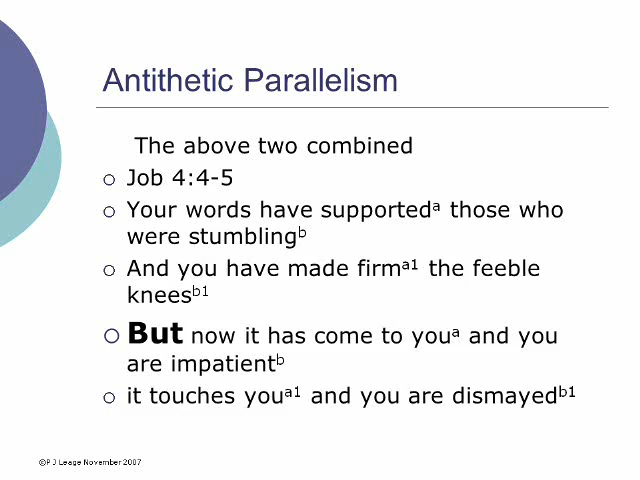 Antithetic Parallelism
The above two combined
Job 4:4-5
Your words have supportedᵃ those who
were stumblingᵇ
And you have made firmᵃ¹ the feeble
kneesᵇ¹
But now it has come to youᵃ and you
are impatientᵇ
it touches youᵃ¹ and you are dismayedᵇ¹
©P J Leage November 2007